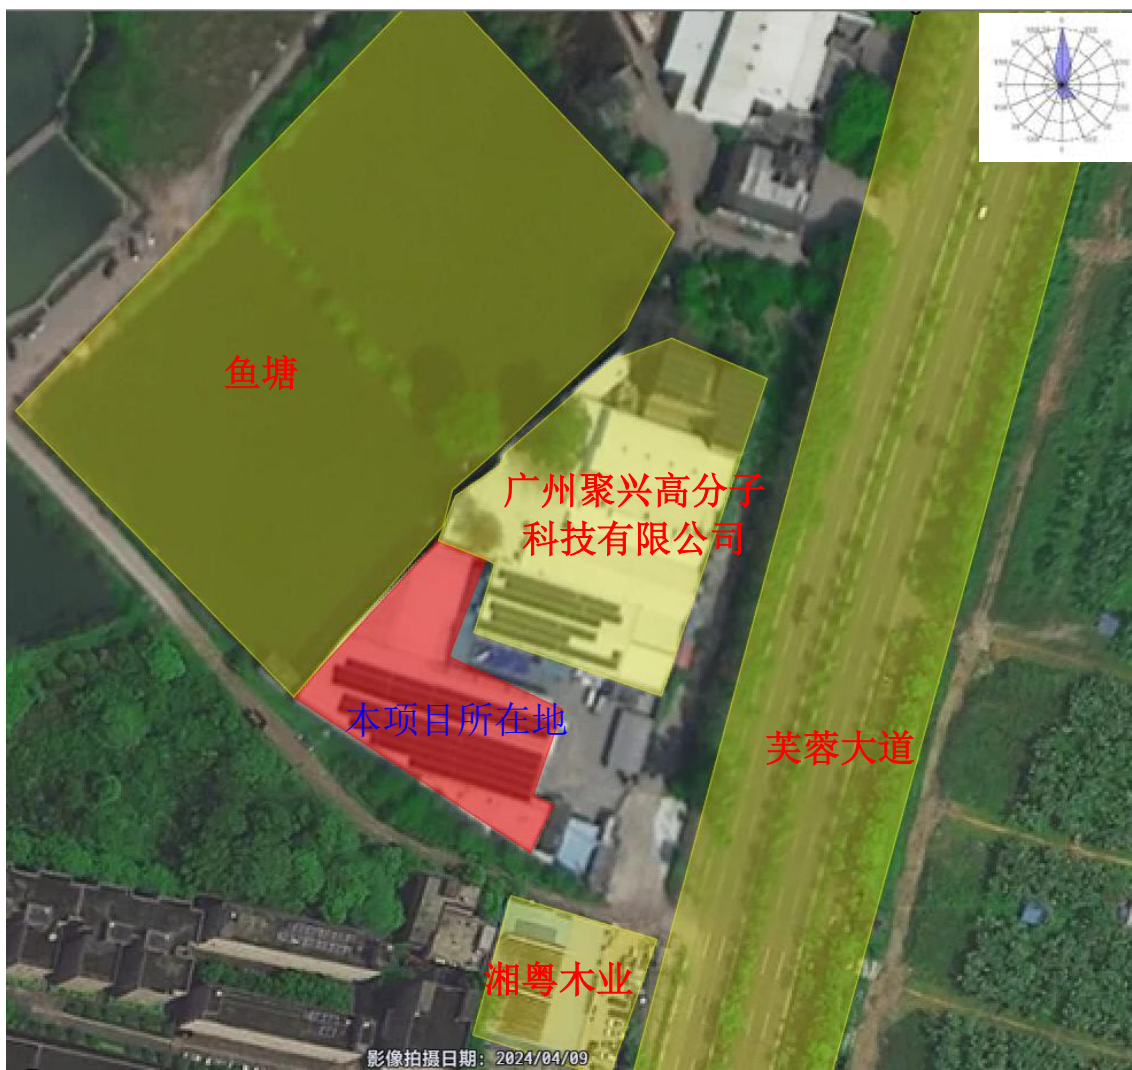 鱼塘
广州聚兴高分子
科技有限公司
本项目所在地
芙蓉大道
湘粤木业
影像拍摄日期: 2024/04/09